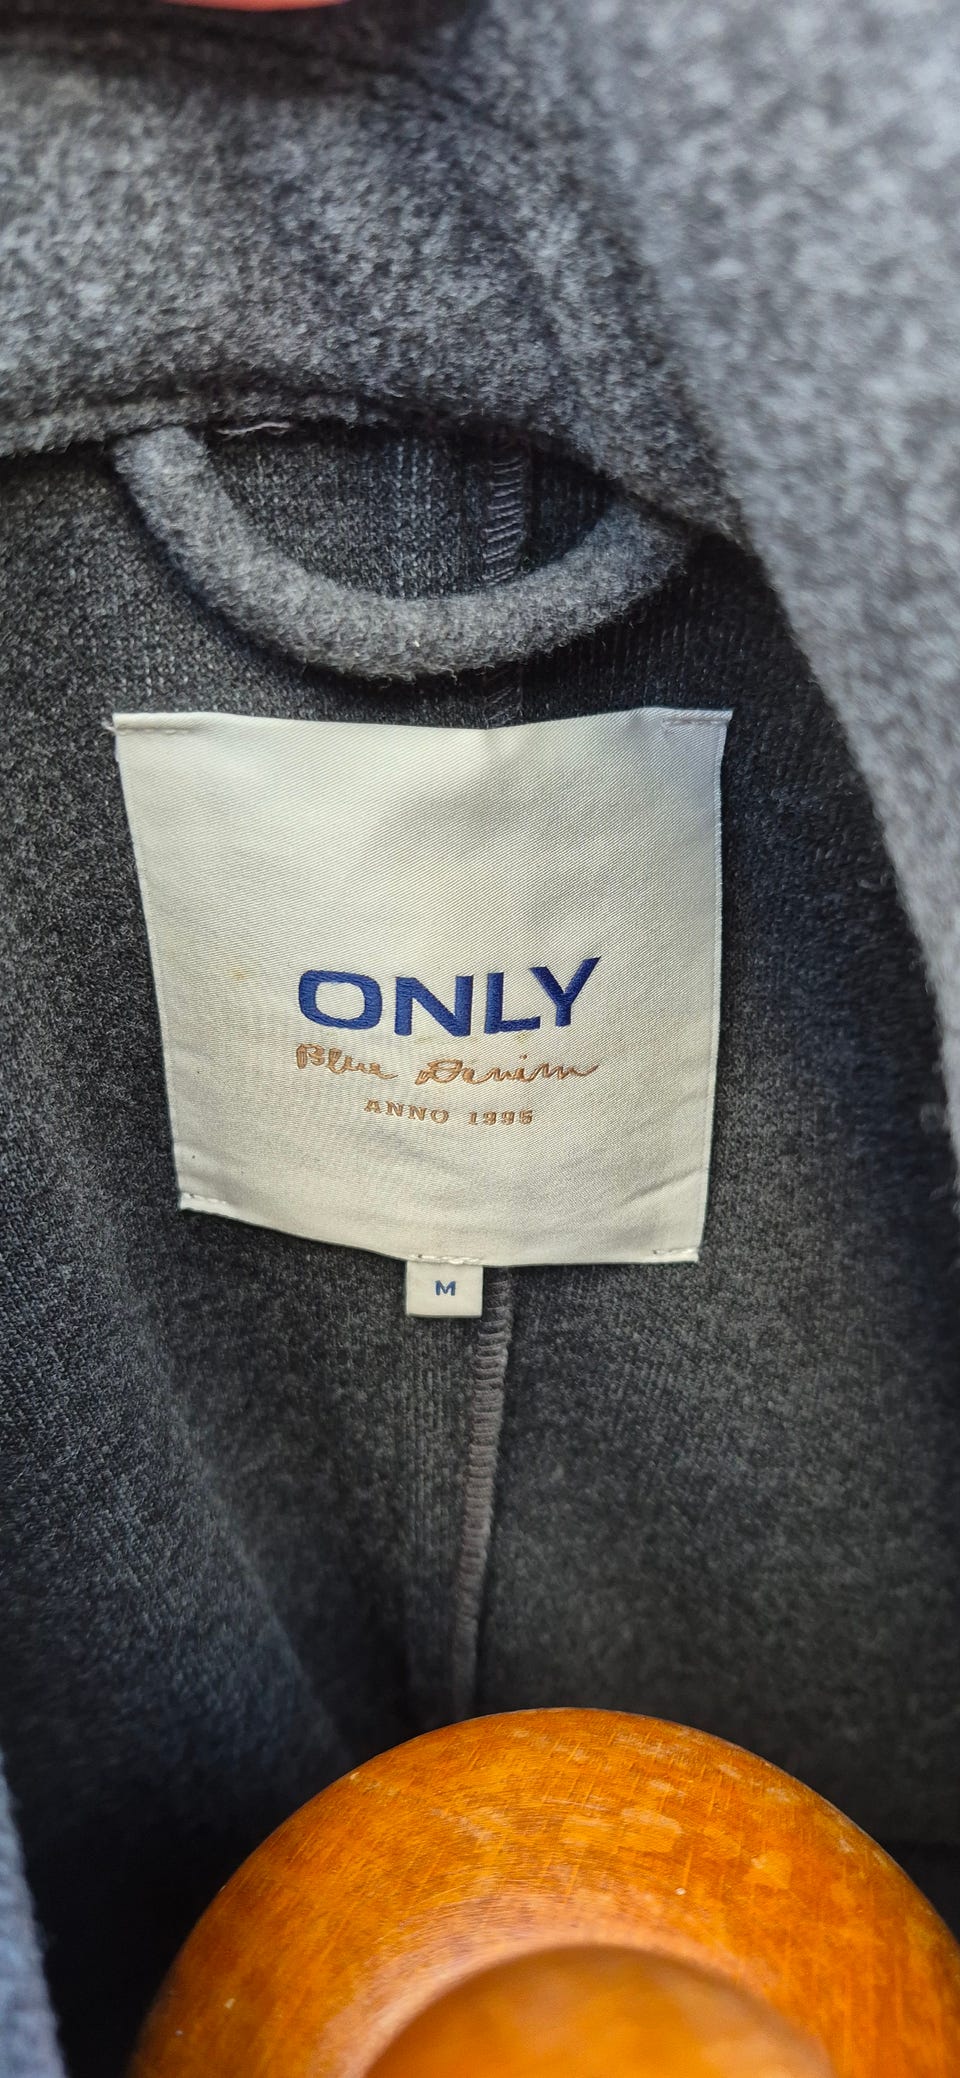 ONLY
Blue Denim
ANNO 1995
M